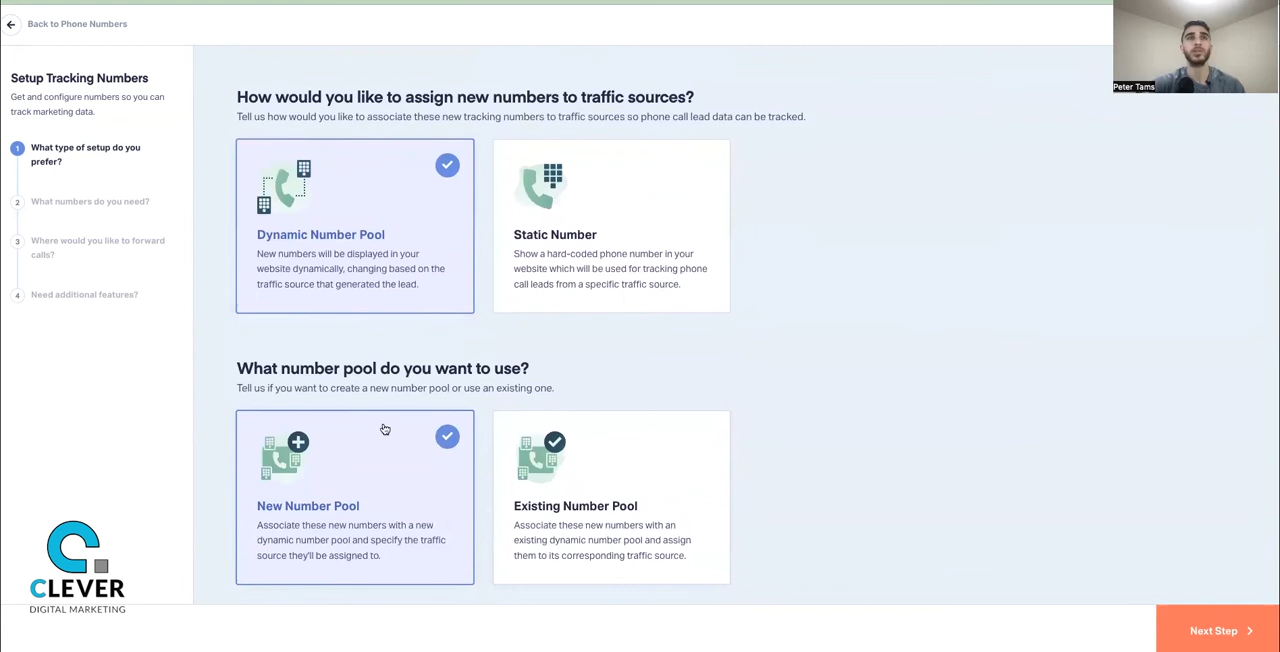 Back to Phone Numbers
Setup Tracking Numbers
Get and configure numbers so you can
track marketing data.
1
What type of setup do you
prefer?
2
What numbers do you need?
3
Where would you like to forward
calls?
4
Need additional features?
How would you like to assign new numbers to traffic sources?
Tell us how would you like to associate these new tracking numbers to traffic sources so phone call lead data can be tracked.
Dynamic Number Pool
New numbers will be displayed in your
website dynamically, changing based on the
traffic source that generated the lead.
Static Number
Show a hard-coded phone number in your
website which will be used for tracking phone
call leads from a specific traffic source.
What number pool do you want to use?
Tell us if you want to create a new number pool or use an existing one.
New Number Pool
Associate these new numbers with a new
dynamic number pool and specify the traffic
source they'll be assigned to.
Existing Number Pool
Associate these new numbers with an
existing dynamic number pool and assign
them to its corresponding traffic source.
Next Step
Peter Tams
CLEVER
DIGITAL MARKETING